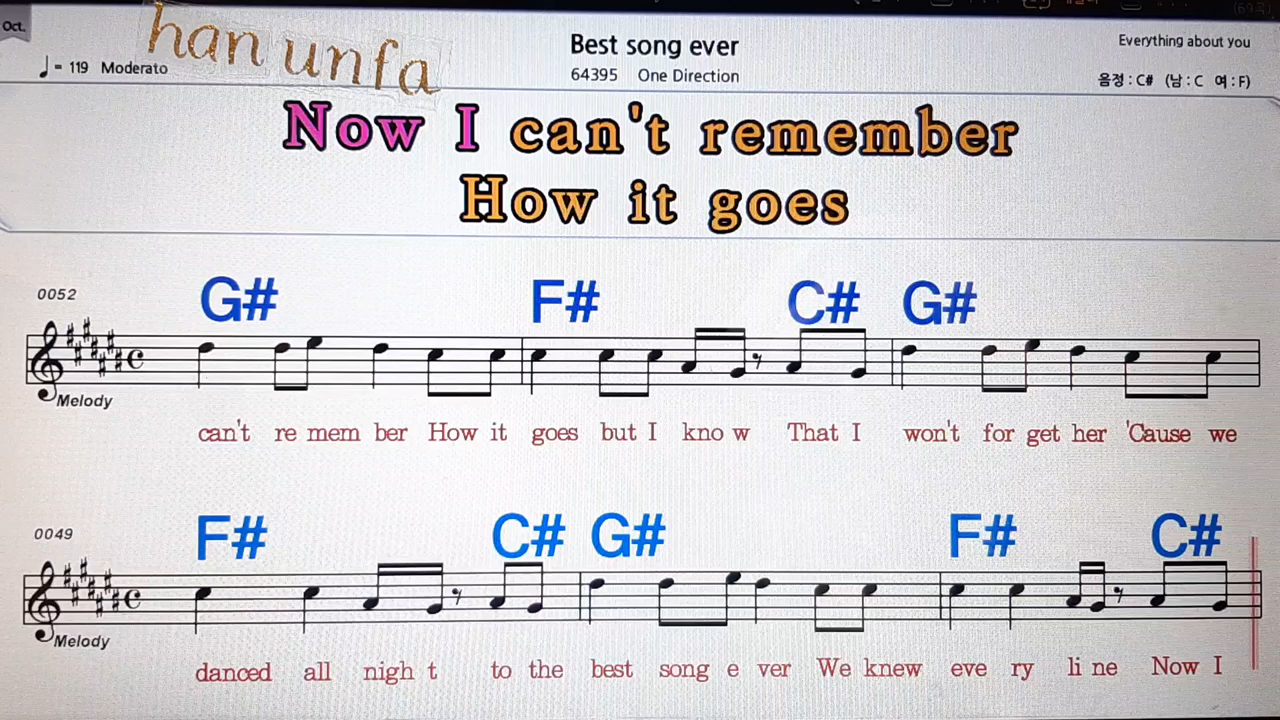 Oct.
han unfa
♩= 119 Moderato
Best song ever
64395 One Direction
Everything about you
음정 : C# (남 : C 여 : F)
Now I can't remember
How it goes
0052
G# F# C# G#
Melody
can't re mem ber How it goes but I kno w That I won't for get her 'Cause we
0049
F# C# G# F# C#
Melody
danced all nigh t to the best song e ver We knew eve ry li ne Now I